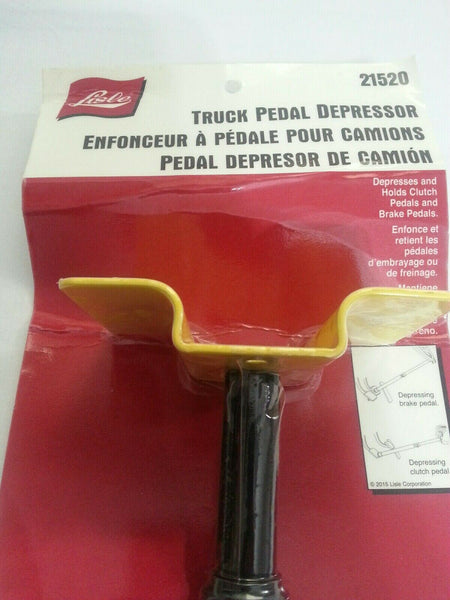 Lisle
21520
TRUCK PEDAL DEPRESSOR
ENFONCEUR À PÉDALE POUR CAMIONS
PEDAL DEPRESOR DE CAMIÓN
Depresses and
Holds Clutch
Pedals and
Brake Pedals.
Enfonce et
retient les
pédales
d'embrayage ou
de freinage.
Mantiene
Depressing
brake pedal.
Depressing
clutch pedal
© 2015 Lisle Corporation